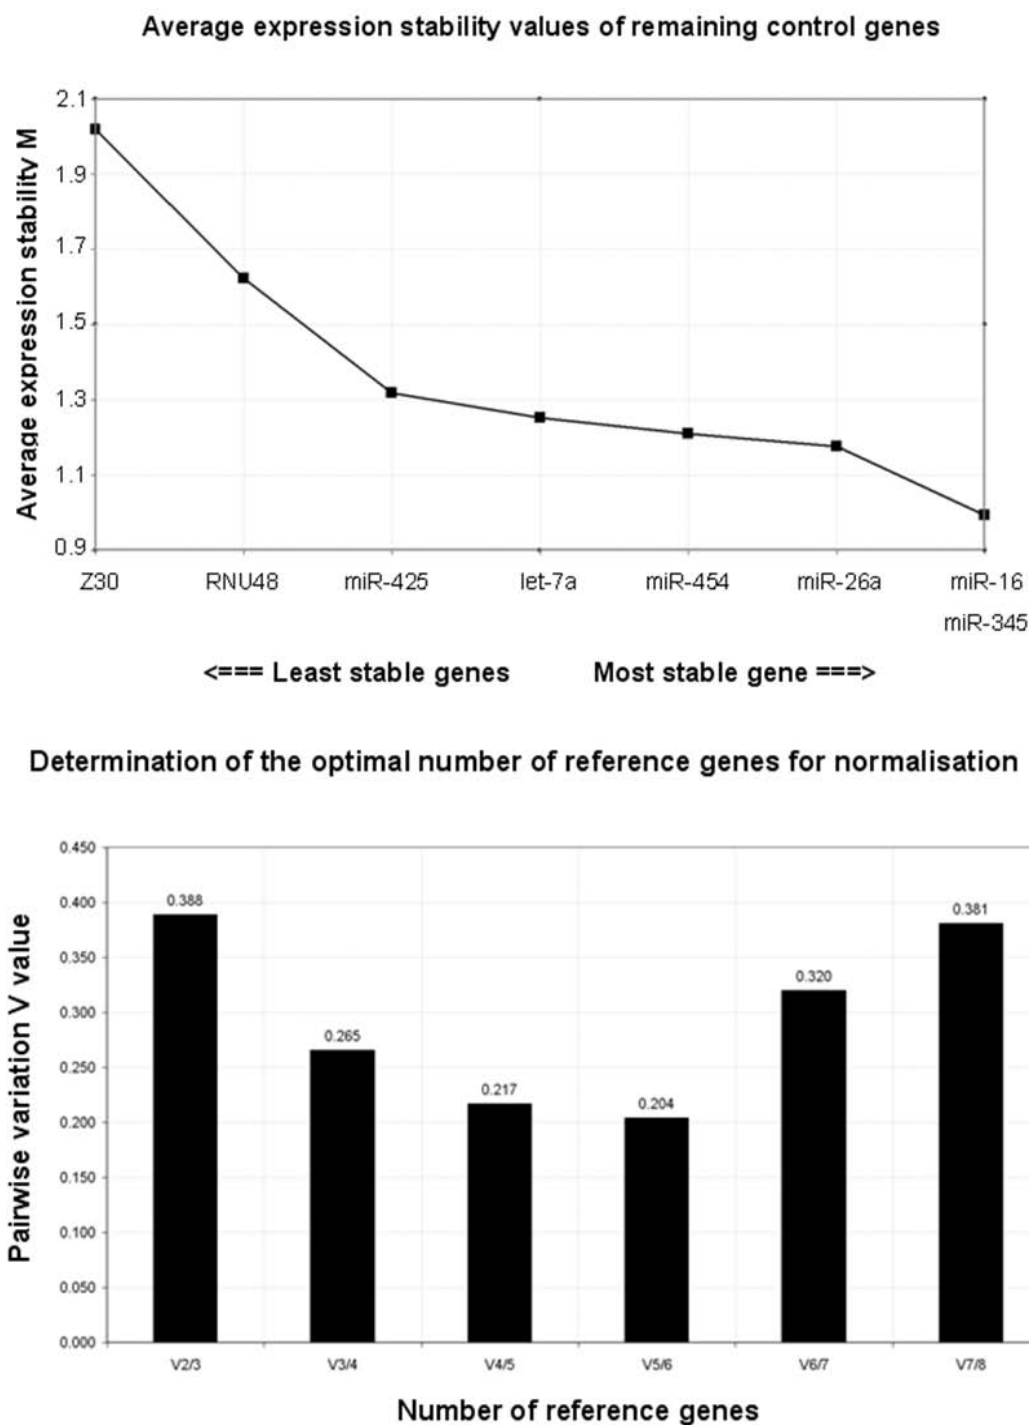 Average expression stability values of remaining control genes
Average expression stability M
2.1
1.9
1.7
1.5
1.3
1.1
0.9
Z30 RNU48 miR-425 let-7a miR-454 miR-26a miR-16
miR-345
<=== Least stable genes Most stable gene ===>
Determination of the optimal number of reference genes for normalisation
Pairwise variation V value
0.450
0.400
0.350
0.300
0.250
0.200
0.150
0.100
0.050
0.000
0.388
0.265
0.217
0.204
0.320
0.381
V2/3 V3/4 V4/5 V5/6 V6/7 V7/8
Number of reference genes